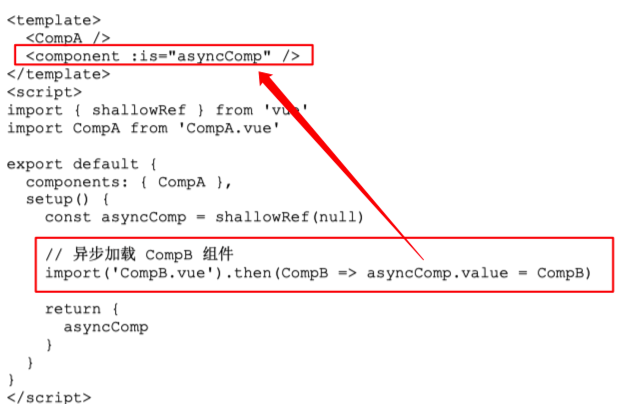 <template>
  <CompA />
  <component :is="asyncComp" />
</template>
<script>
import { shallowRef } from 'vue'
import CompA from 'CompA.vue'

export default {
  components: { CompA },
  setup() {
    const asyncComp = shallowRef(null)

    // 异步加载 CompB 组件
    import('CompB.vue').then(CompB => asyncComp.value = CompB)

    return {
      asyncComp
    }
  }
}
</script>